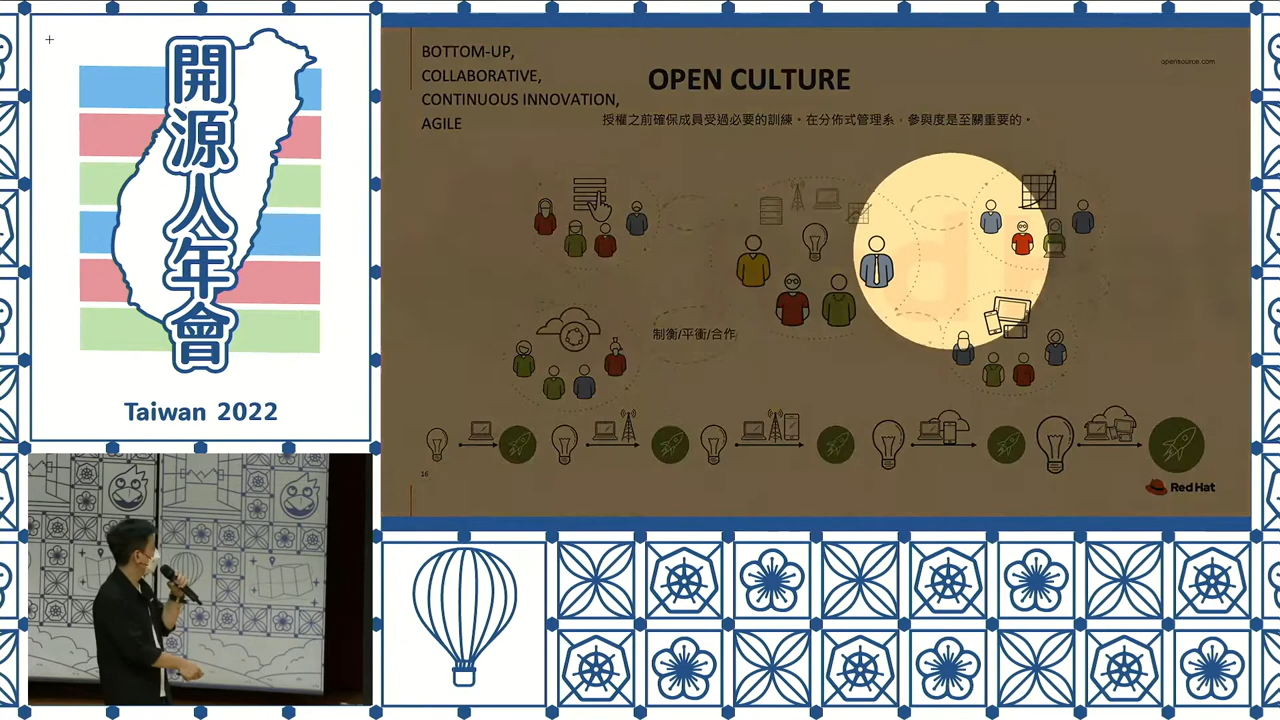 開源人年會
Taiwan 2022
BOTTOM-UP,
COLLABORATIVE,
CONTINUOUS INNOVATION,
AGILE
OPEN CULTURE
opensource.com
授權之前確保成員受過必要的訓練。在分佈式管理系，參與度是至關重要的。
制衡/平衡/合作
16
Red Hat